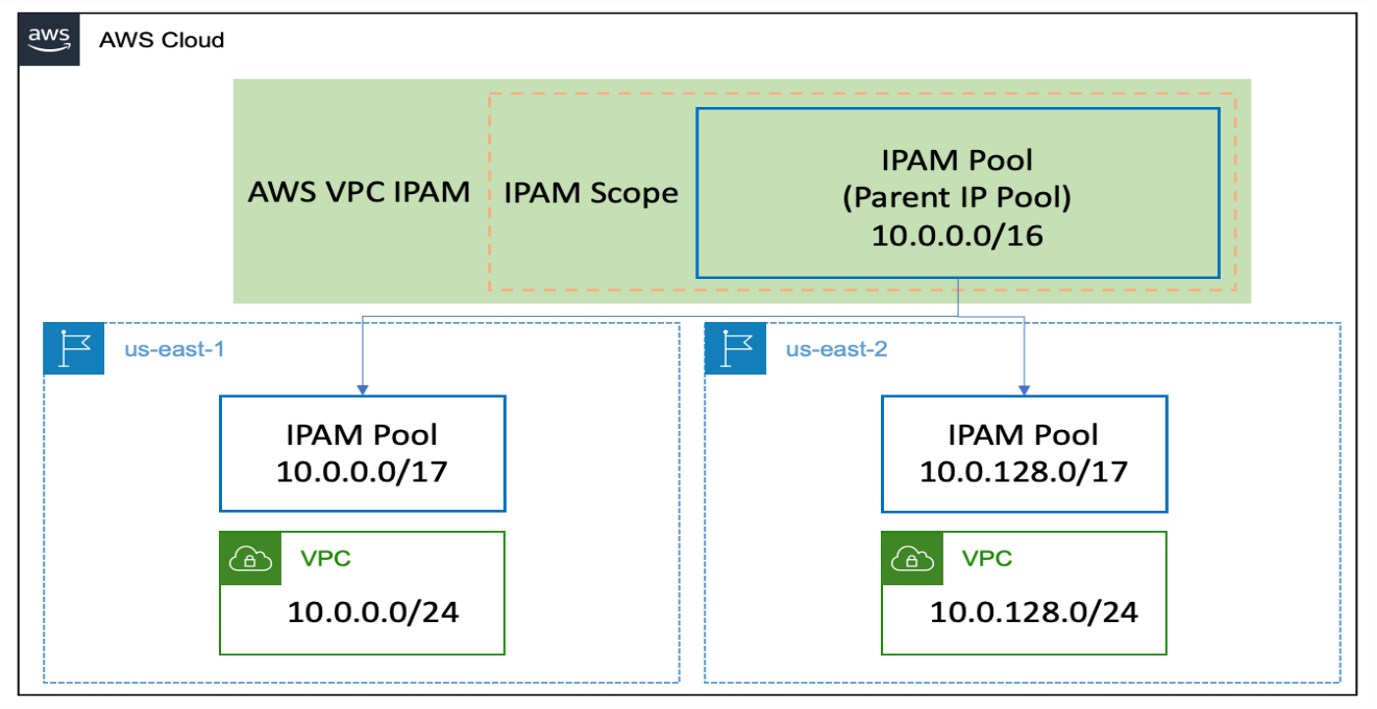 aws
AWS Cloud
AWS VPC IPAM
IPAM Scope
IPAM Pool
(Parent IP Pool)
10.0.0.0/16
us-east-1
IPAM Pool
10.0.0.0/17
VPC
10.0.0.0/24
us-east-2
IPAM Pool
10.0.128.0/17
VPC
10.0.128.0/24